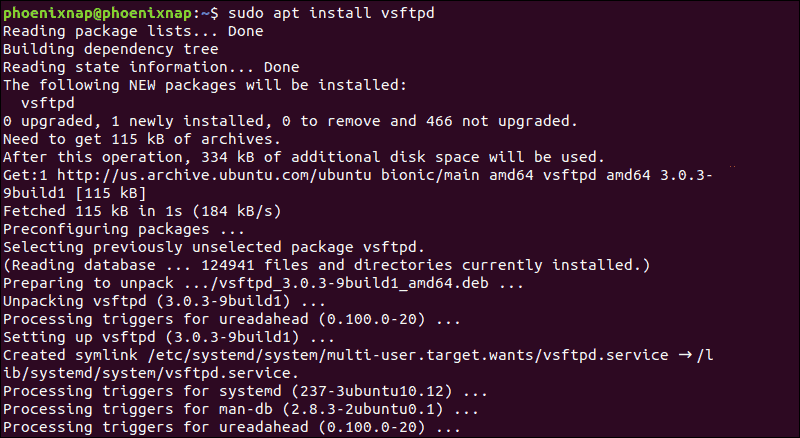 phoenixnap@phoenixnap:~$ sudo apt install vsftpd
Reading package lists... Done
Building dependency tree
Reading state information... Done
The following NEW packages will be installed:
  vsftpd
0 upgraded, 1 newly installed, 0 to remove and 466 not upgraded.
Need to get 115 kB of archives.
After this operation, 334 kB of additional disk space will be used.
Get:1 http://us.archive.ubuntu.com/ubuntu bionic/main amd64 vsftpd amd64 3.0.3-
9build1 [115 kB]
Fetched 115 kB in 1s (184 kB/s)
Preconfiguring packages ...
Selecting previously unselected package vsftpd.
(Reading database ... 124941 files and directories currently installed.)
Preparing to unpack .../vsftpd_3.0.3-9build1_amd64.deb ...
Unpacking vsftpd (3.0.3-9build1) ...
Processing triggers for ureadahead (0.100.0-20) ...
Setting up vsftpd (3.0.3-9build1) ...
Created symlink /etc/systemd/system/multi-user.target.wants/vsftpd.service → /l
ib/systemd/system/vsftpd.service.
Processing triggers for systemd (237-3ubuntu10.12) ...
Processing triggers for man-db (2.8.3-2ubuntu0.1) ...
Processing triggers for ureadahead (0.100.0-20) ...